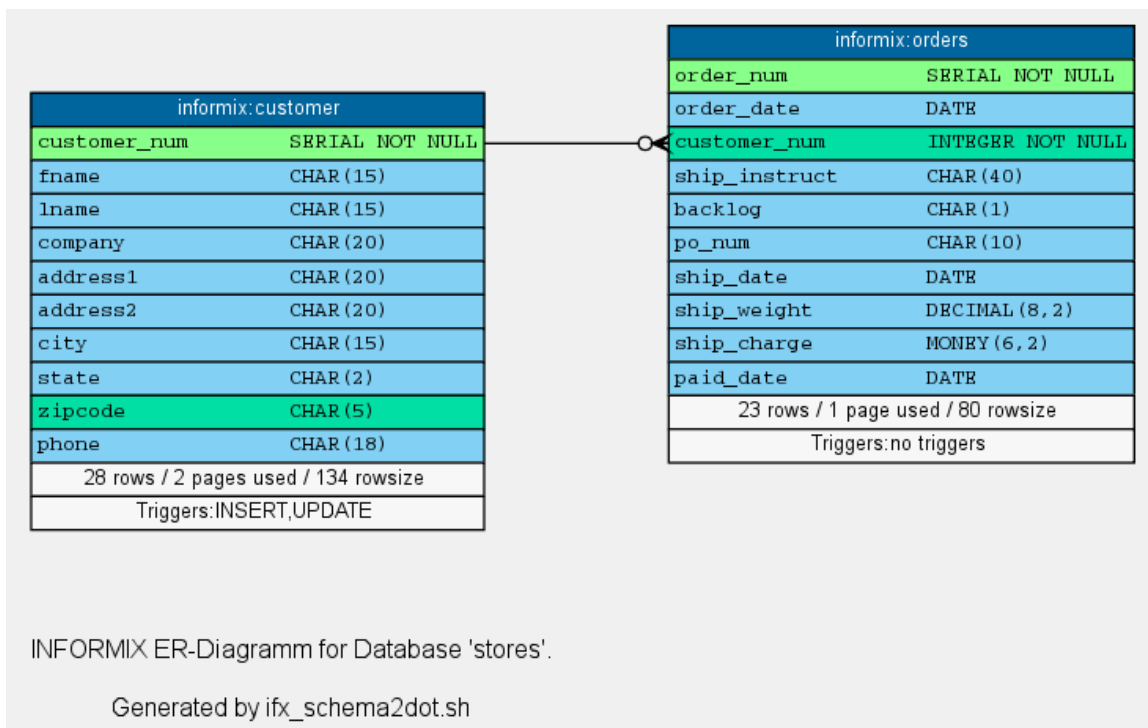 informix:customer
customer_num SERIAL NOT NULL
fname CHAR(15)
lname CHAR(15)
company CHAR(20)
address1 CHAR(20)
address2 CHAR(20)
city CHAR(15)
state CHAR(2)
zipcode CHAR(5)
phone CHAR(18)
28 rows / 2 pages used / 134 rowsize
Triggers:INSERT,UPDATE
informix:orders
order_num SERIAL NOT NULL
order_date DATE
customer_num INTEGER NOT NULL
ship_instruct CHAR(40)
backlog CHAR(1)
po_num CHAR(10)
ship_date DATE
ship_weight DECIMAL(8,2)
ship_charge MONEY(6,2)
paid_date DATE
23 rows / 1 page used / 80 rowsize
Triggers:no triggers
INFORMIX ER-Diagramm for Database 'stores'.
Generated by ifx_schema2dot.sh